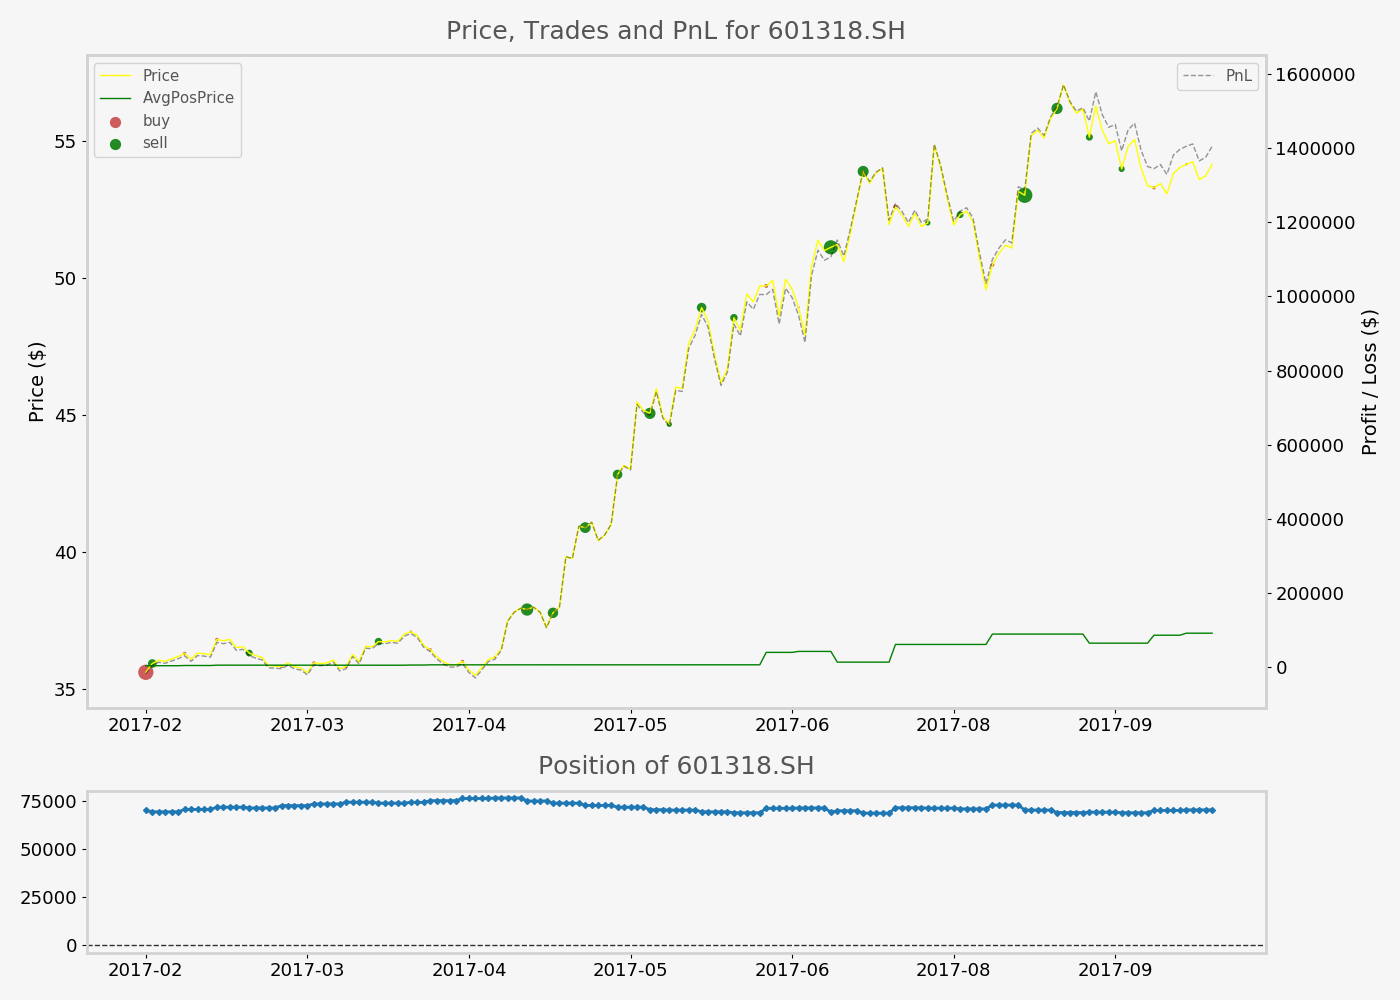 Price, Trades and PnL for 601318.SH
Price
AvgPosPrice
buy
sell
PnL
Price ($)
55
50
45
40
35
Profit / Loss ($)
1600000
1400000
1200000
1000000
800000
600000
400000
200000
0
2017-02 2017-03 2017-04 2017-05 2017-06 2017-08 2017-09
Position of 601318.SH
75000
50000
25000
0
2017-02 2017-03 2017-04 2017-05 2017-06 2017-08 2017-09